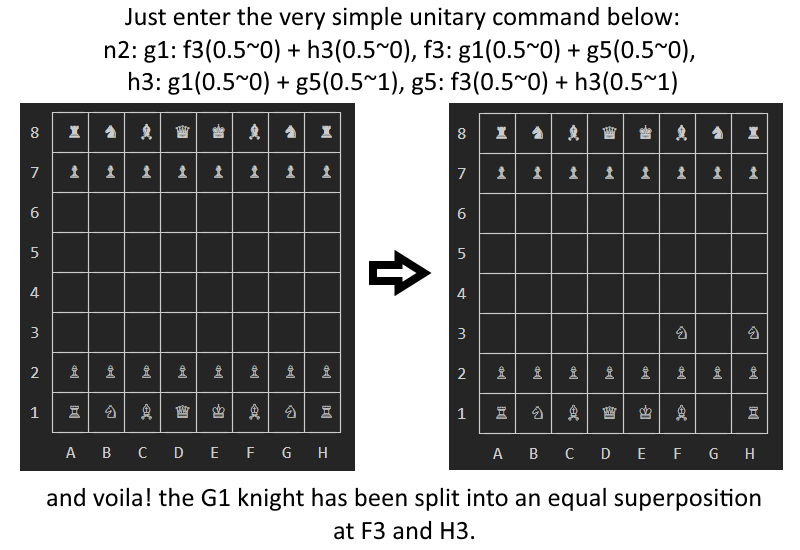 Just enter the very simple unitary command below:
n2: g1: f3(0.5~0) + h3(0.5~0), f3: g1(0.5~0) + g5(0.5~0),
h3: g1(0.5~0) + g5(0.5~1), g5: f3(0.5~0) + h3(0.5~1)
8 8
7 7
6 6
5 5
4 4
3 3
2 2
1 1
A B C D E F G H A B C D E F G H
and voila! the G1 knight has been split into an equal superposition
at F3 and H3.